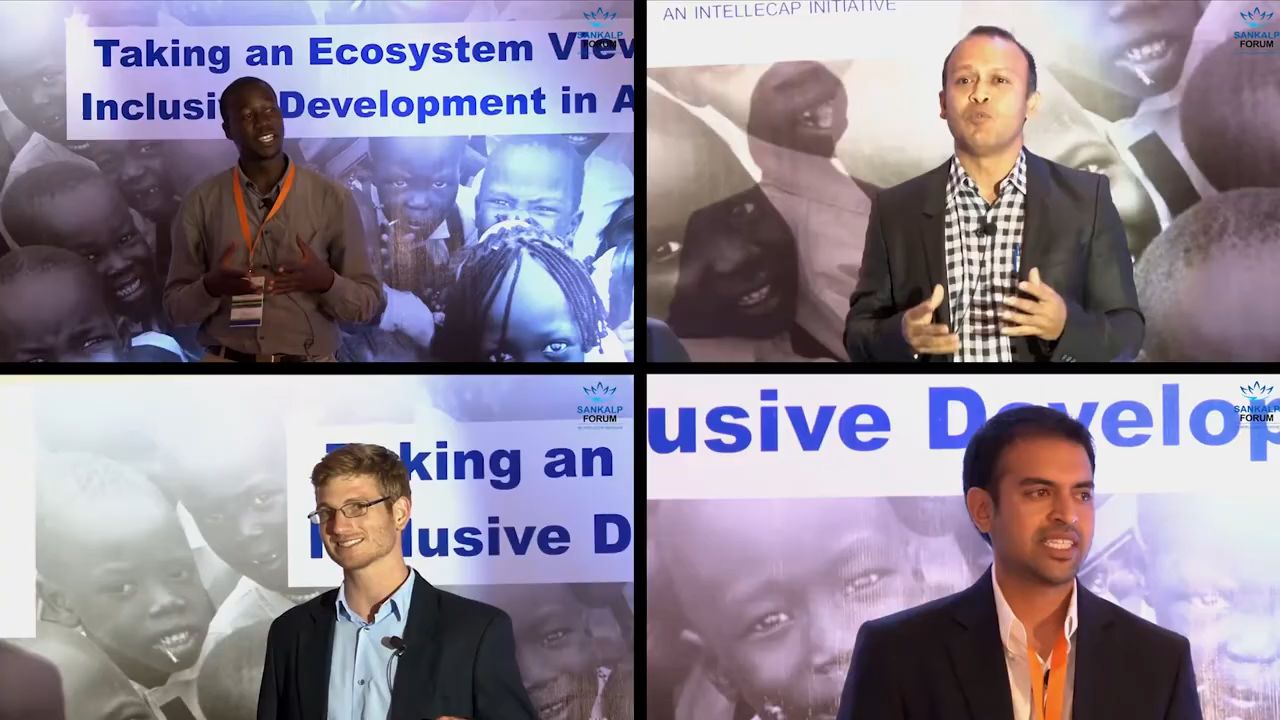 Taking an Ecosystem View
Inclusi Development in A
SANKALP
FORUM
AN INTELLECAP INITIATIVE
SANKALP
FORUM
king an
lusive D
SANKALP
FORUM
usive Develop
SANKALP
FORUM